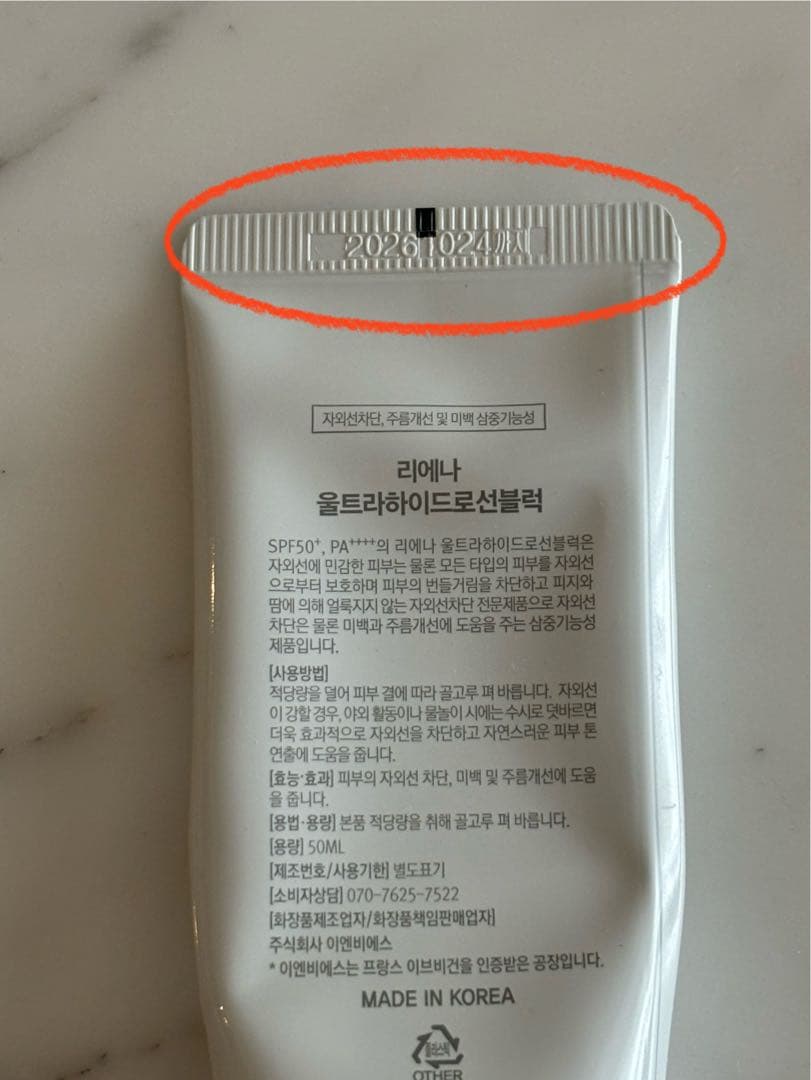 20261024까지
자외선차단, 주름개선 및 미백 삼중기능성
리에나
울트라하이드로선블럭
SPF50⁺, PA⁺⁺⁺⁺의 리에나 울트라하이드로선블럭은
자외선에 민감한 피부는 물론 모든 타입의 피부를 자외선
으로부터 보호하며 피부의 번들거림을 차단하고 피지와
땀에 의해 얼룩지지 않는 자외선차단 전문제품으로 자외선
차단은 물론 미백과 주름개선에 도움을 주는 삼중기능성
제품입니다.
[사용방법]
적당량을 덜어 피부 결에 따라 골고루 펴 바릅니다. 자외선
이 강할 경우, 야외 활동이나 물놀이 시에는 수시로 덧바르면
더욱 효과적으로 자외선을 차단하고 자연스러운 피부 톤
연출에 도움을 줍니다.
[효능·효과] 피부의 자외선 차단, 미백 및 주름개선에 도움
을 줍니다.
[용법·용량] 본품 적당량을 취해 골고루 펴 바릅니다.
[용량] 50ML
[제조번호/사용기한] 별도표기
[소비자상담] 070-7625-7522
[화장품제조업자/화장품책임판매업자]
주식회사 이엔비에스
* 이엔비에스는 프랑스 이브비건을 인증받은 공장입니다.
MADE IN KOREA
플라스틱
OTHER